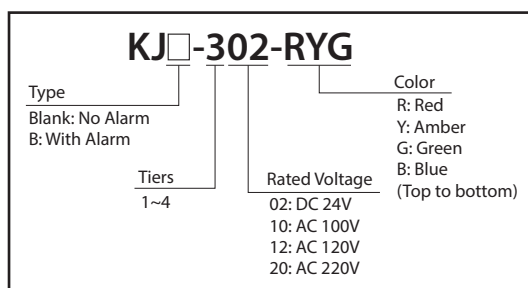 KJ□-302-RYG
Type
Blank: No Alarm
B: With Alarm
Tiers
1~4
Rated Voltage
02: DC 24V
10: AC 100V
12: AC 120V
20: AC 220V
Color
R: Red
Y: Amber
G: Green
B: Blue
(Top to bottom)